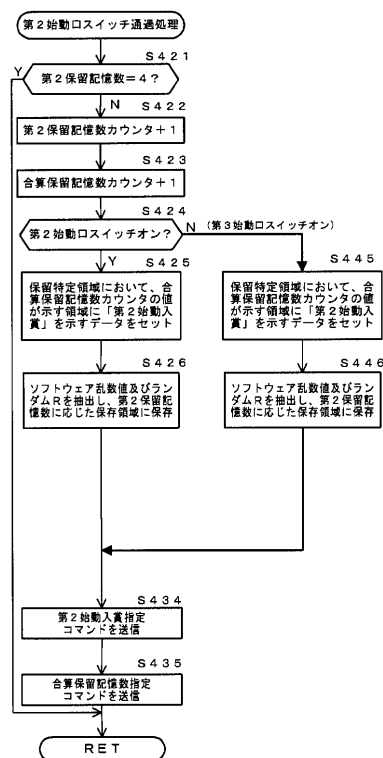 第2始動口スイッチ通過処理
S421
Y
第2保留記憶数=4?
N
S422
第2保留記憶数カウンタ+1
S423
合算保留記憶数カウンタ+1
S424
第2始動口スイッチオン?
N
(第3始動口スイッチオン)
Y
S425
保留特定領域において、合
算保留記憶数カウンタの値
が示す領域に「第2始動入
賞」を示すデータをセット
S445
保留特定領域において、合
算保留記憶数カウンタの値
が示す領域に「第2始動入
賞」を示すデータをセット
S426
ソフトウェア乱数値及びラン
ダムRを抽出し、第2保留記
憶数に応じた保存領域に保存
S446
ソフトウェア乱数値及びラン
ダムRを抽出し、第2保留記
憶数に応じた保存領域に保存
S434
第2始動入賞指定
コマンドを送信
S435
合算保留記憶数指定
コマンドを送信
RET